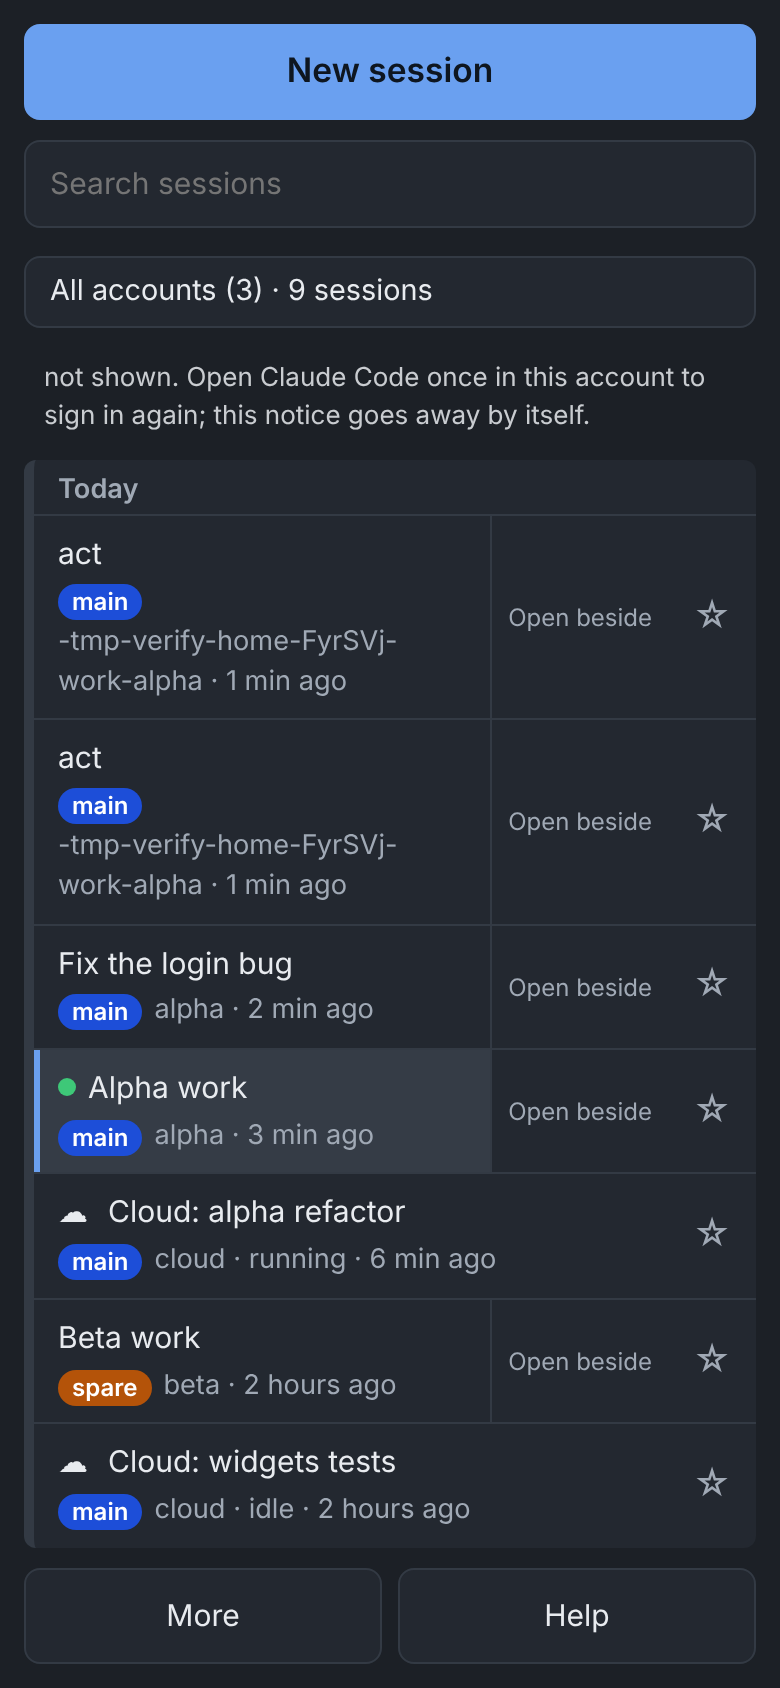 New session
Search sessions
All accounts (3) · 9 sessions
not shown. Open Claude Code once in this account to
sign in again; this notice goes away by itself.
Today
act
main
-tmp-verify-home-FyrSVj-
work-alpha · 1 min ago
Open beside
act
main
-tmp-verify-home-FyrSVj-
work-alpha · 1 min ago
Open beside
Fix the login bug
main alpha · 2 min ago
Open beside
Alpha work
main alpha · 3 min ago
Open beside
Cloud: alpha refactor
main cloud · running · 6 min ago
Beta work
spare beta · 2 hours ago
Open beside
Cloud: widgets tests
main cloud · idle · 2 hours ago
More
Help